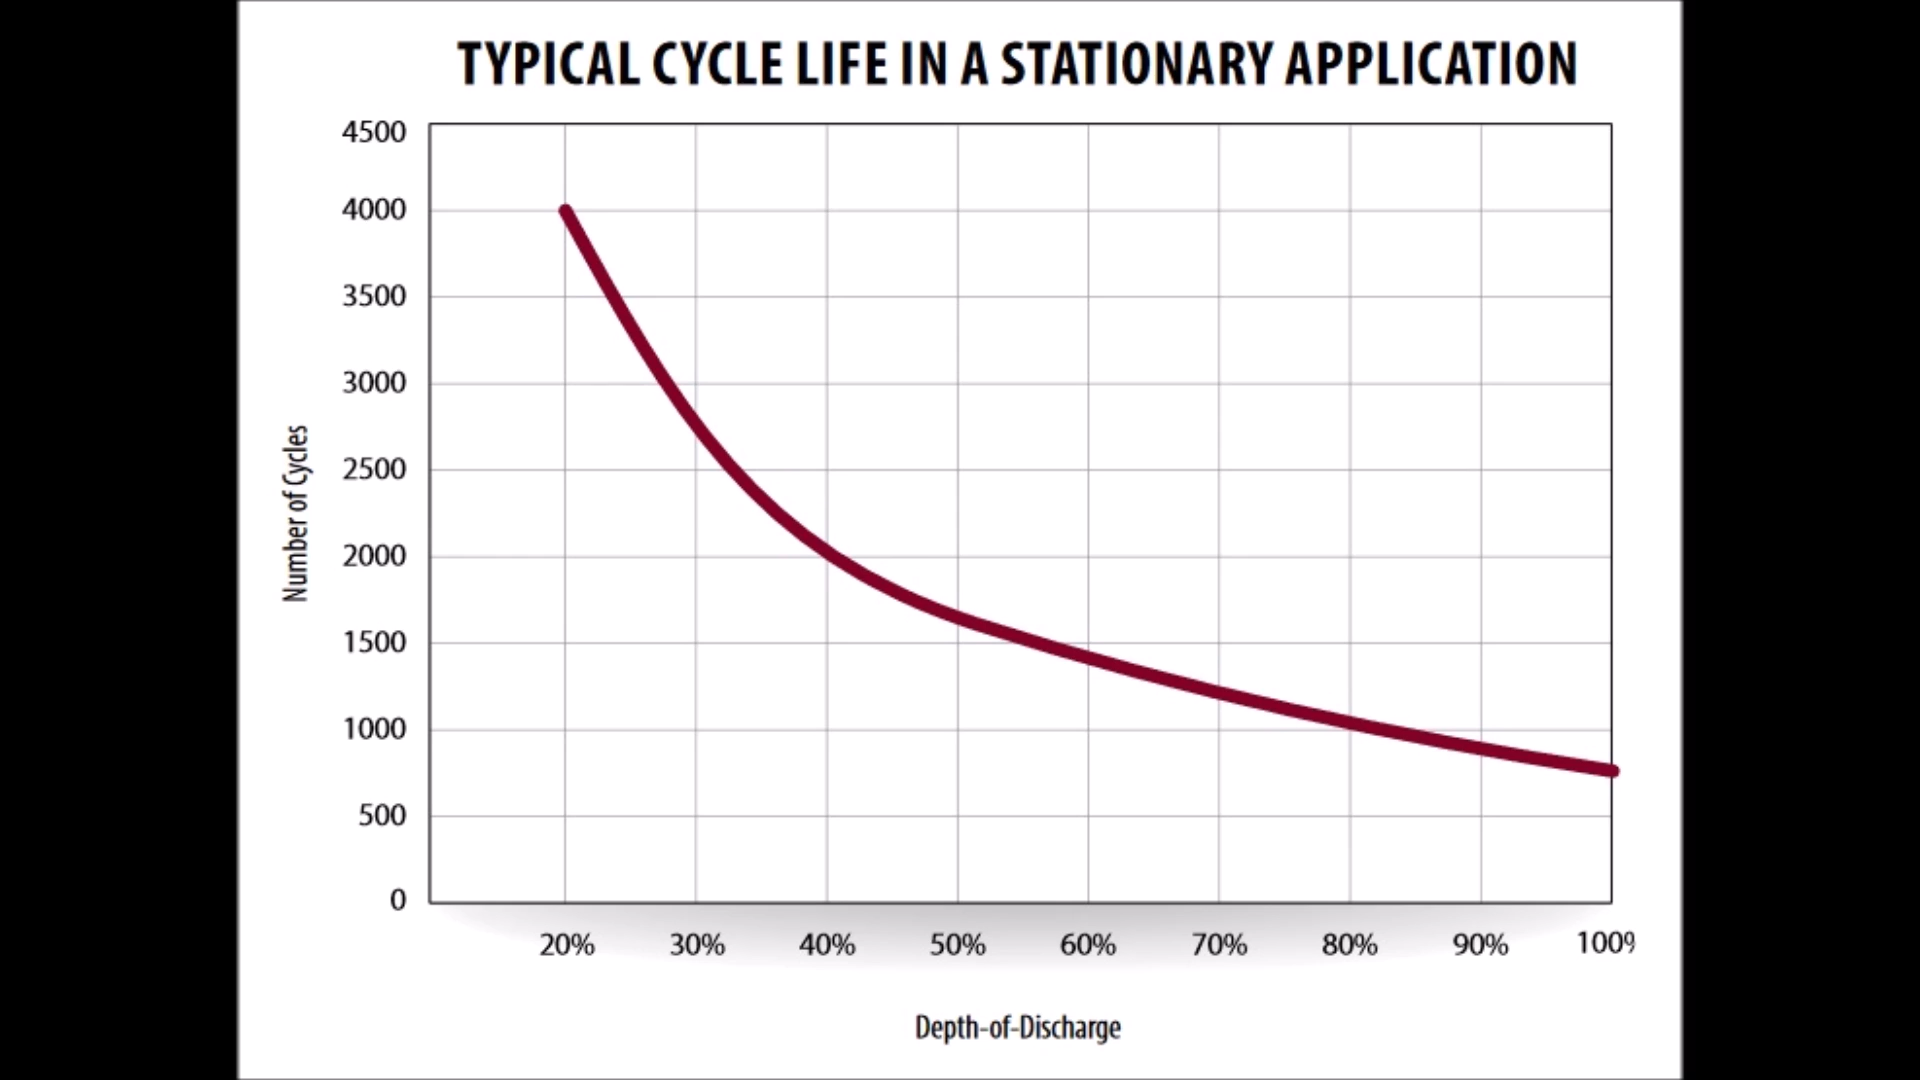 TYPICAL CYCLE LIFE IN A STATIONARY APPLICATION
4500
4000
3500
3000
2500
2000
1500
1000
500
0
Number of Cycles
20% 30% 40% 50% 60% 70% 80% 90% 100%
Depth-of-Discharge